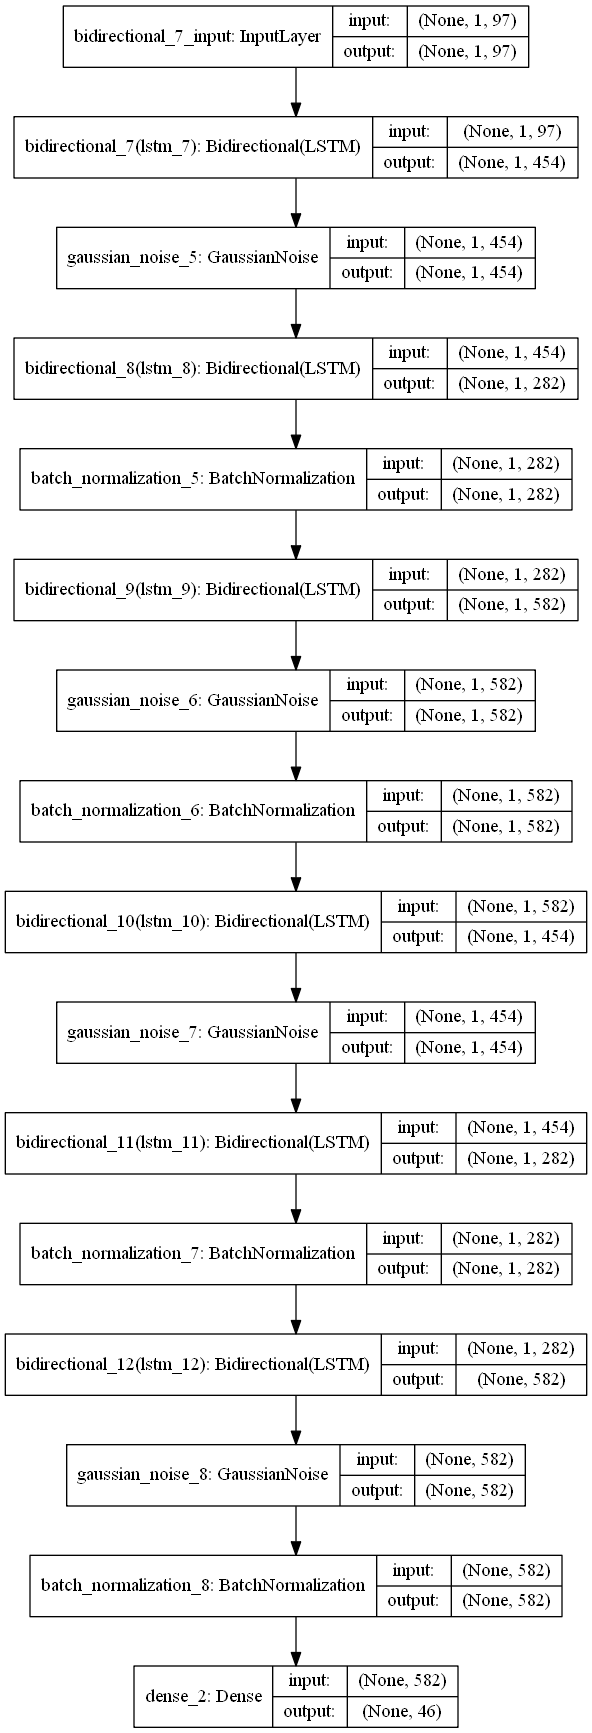 bidirectional_7_input: InputLayer
input: (None, 1, 97)
output: (None, 1, 97)
bidirectional_7(lstm_7): Bidirectional(LSTM)
input: (None, 1, 97)
output: (None, 1, 454)
gaussian_noise_5: GaussianNoise
input: (None, 1, 454)
output: (None, 1, 454)
bidirectional_8(lstm_8): Bidirectional(LSTM)
input: (None, 1, 454)
output: (None, 1, 282)
batch_normalization_5: BatchNormalization
input: (None, 1, 282)
output: (None, 1, 282)
bidirectional_9(lstm_9): Bidirectional(LSTM)
input: (None, 1, 282)
output: (None, 1, 582)
gaussian_noise_6: GaussianNoise
input: (None, 1, 582)
output: (None, 1, 582)
batch_normalization_6: BatchNormalization
input: (None, 1, 582)
output: (None, 1, 582)
bidirectional_10(lstm_10): Bidirectional(LSTM)
input: (None, 1, 582)
output: (None, 1, 454)
gaussian_noise_7: GaussianNoise
input: (None, 1, 454)
output: (None, 1, 454)
bidirectional_11(lstm_11): Bidirectional(LSTM)
input: (None, 1, 454)
output: (None, 1, 282)
batch_normalization_7: BatchNormalization
input: (None, 1, 282)
output: (None, 1, 282)
bidirectional_12(lstm_12): Bidirectional(LSTM)
input: (None, 1, 282)
output: (None, 582)
gaussian_noise_8: GaussianNoise
input: (None, 582)
output: (None, 582)
batch_normalization_8: BatchNormalization
input: (None, 582)
output: (None, 582)
dense_2: Dense
input: (None, 582)
output: (None, 46)